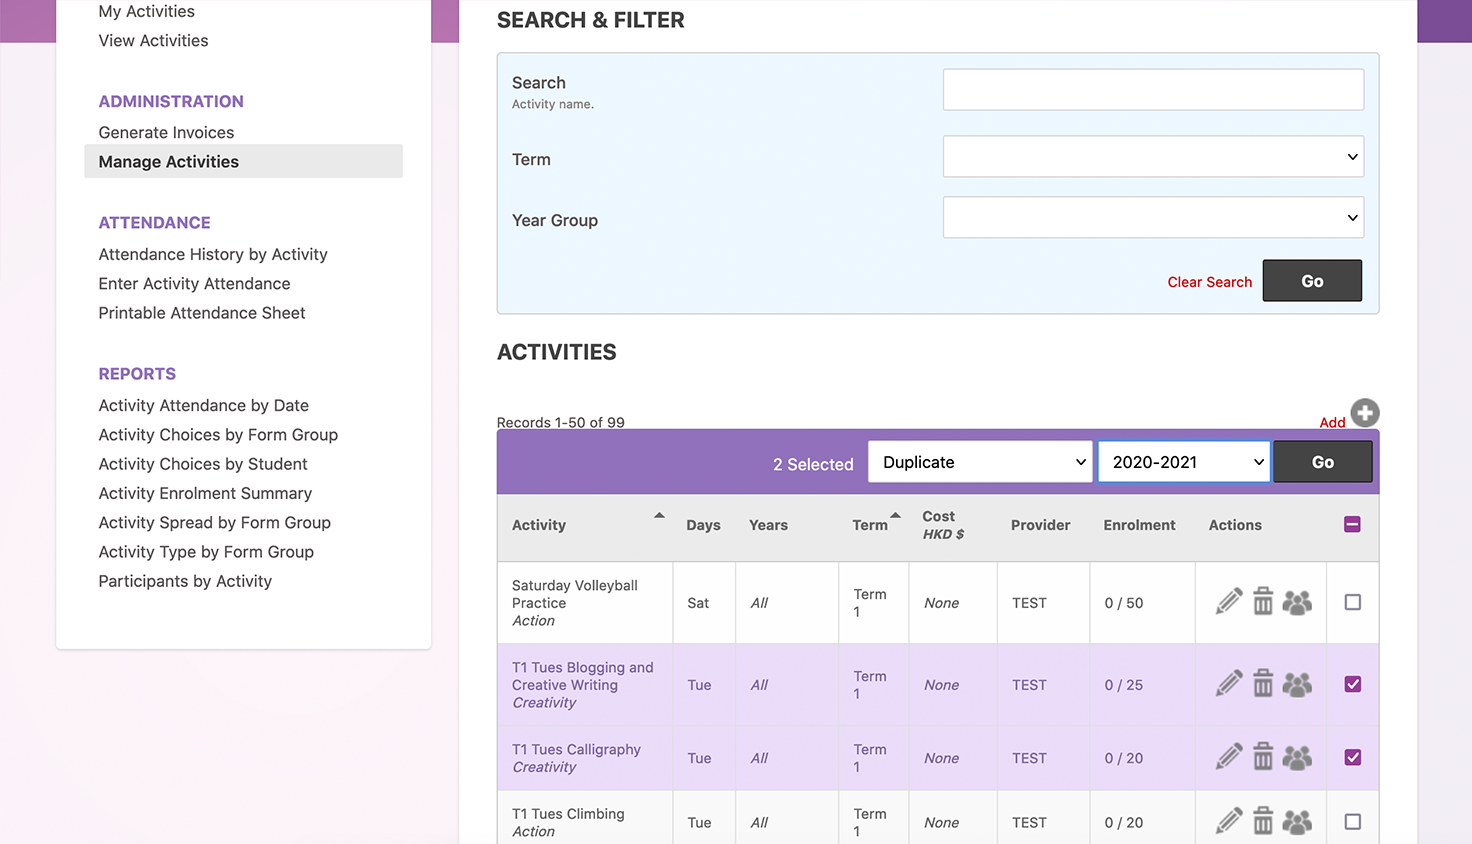 My Activities
View Activities
ADMINISTRATION
Generate Invoices
Manage Activities
ATTENDANCE
Attendance History by Activity
Enter Activity Attendance
Printable Attendance Sheet
REPORTS
Activity Attendance by Date
Activity Choices by Form Group
Activity Choices by Student
Activity Enrolment Summary
Activity Spread by Form Group
Activity Type by Form Group
Participants by Activity
SEARCH & FILTER
Search
Activity name.
Term
Year Group
Clear Search
Go
ACTIVITIES
Records 1-50 of 99
Add
2 Selected
Duplicate
2020-2021
Go
Activity
Days
Years
Term
Cost
HKD $
Provider
Enrolment
Actions
Saturday Volleyball
Practice
Action
Sat
All
Term
1
None
TEST
0 / 50
T1 Tues Blogging and
Creative Writing
Creativity
Tue
All
Term
1
None
TEST
0 / 25
T1 Tues Calligraphy
Creativity
Tue
All
Term
1
None
TEST
0 / 20
T1 Tues Climbing
Action
Tue
All
Term
1
None
TEST
0 / 20